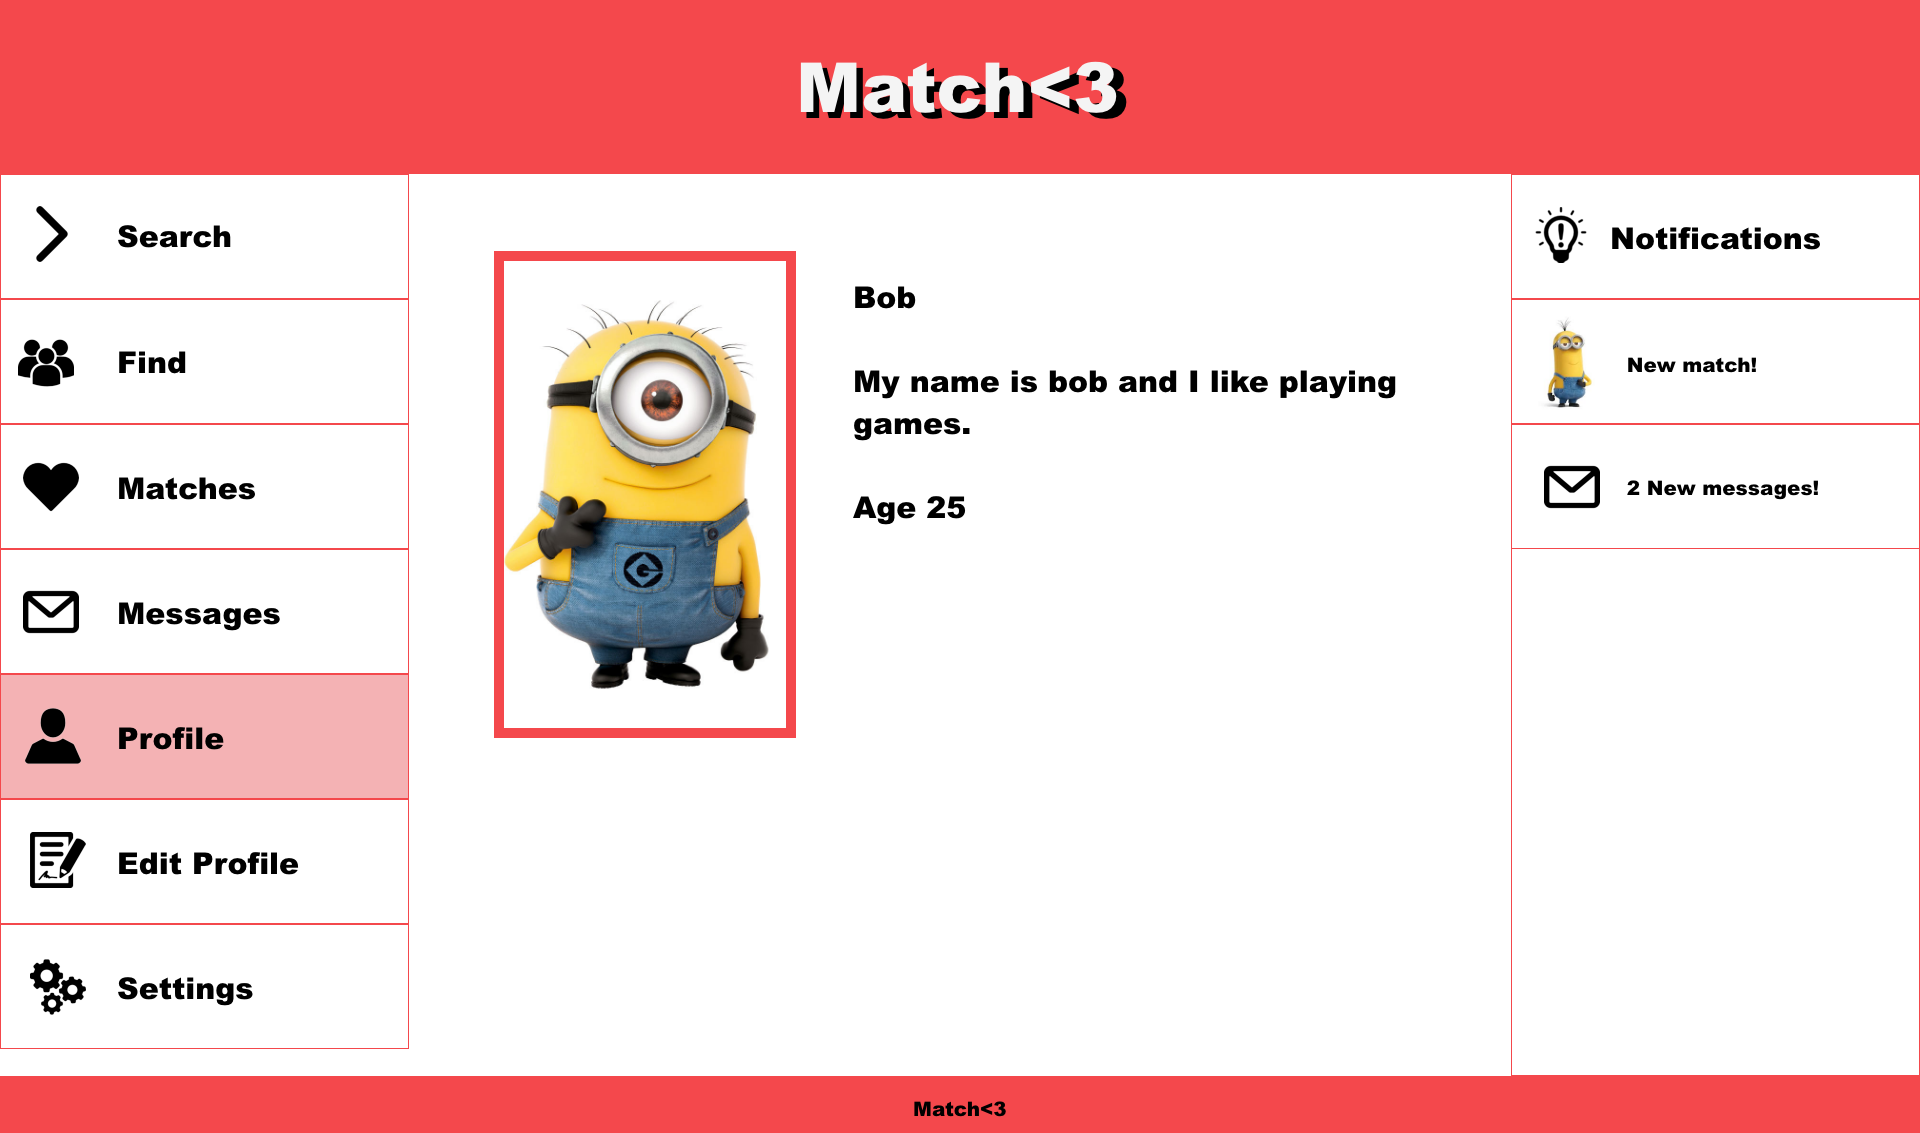 Match<3
Search
Find
Matches
Messages
Profile
Edit Profile
Settings
Bob
My name is bob and I like playing
games.
Age 25
G
Notifications
New match!
2 New messages!
Match<3